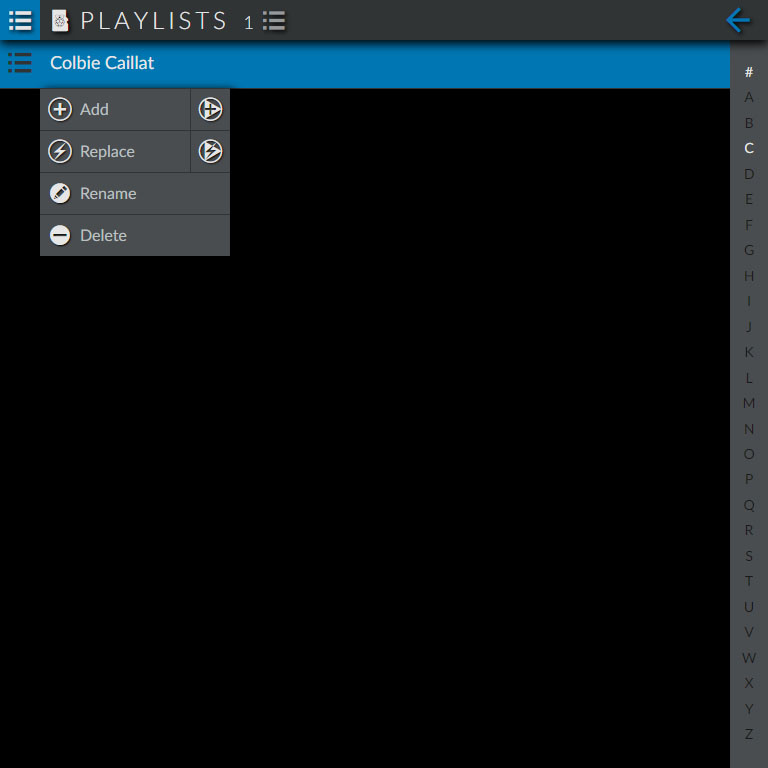 PLAYLISTS 1
Colbie Caillat
Add
Replace
Rename
Delete
#
A
B
C
D
E
F
G
H
I
J
K
L
M
N
O
P
Q
R
S
T
U
V
W
X
Y
Z